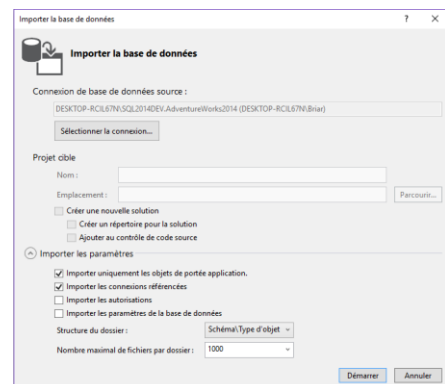 Importer la base de données
Importer la base de données
Connexion de base de données source :
DESKTOP-RCIL67N\SQL2014DEV.AdventureWorks2014 (DESKTOP-RCIL67N\Briar)
Sélectionner la connexion...
Projet cible
Nom :
Emplacement :
Parcourir...
Créer une nouvelle solution
Créer un répertoire pour la solution
Ajouter au contrôle de code source
Importer les paramètres
Importer uniquement les objets de portée application.
Importer les connexions référencées
Importer les autorisations
Importer les paramètres de la base de données
Structure du dossier : Schéma\Type d'objet
Nombre maximal de fichiers par dossier : 1000
Démarrer Annuler